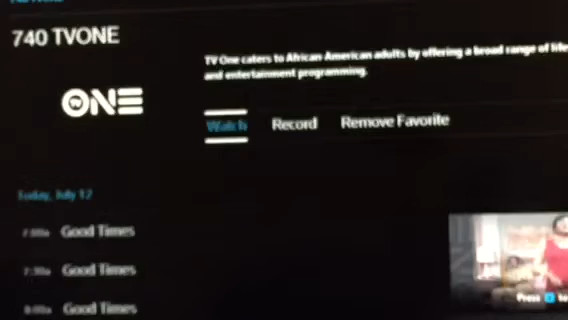 740 TVONE
TV One caters to African American adults by offering a broad range of life
and entertainment programming.
ONE
Watch Record Remove Favorite
Today, July 12
7:00a Good Times
7:30a Good Times
8:00a Good Times
Press to